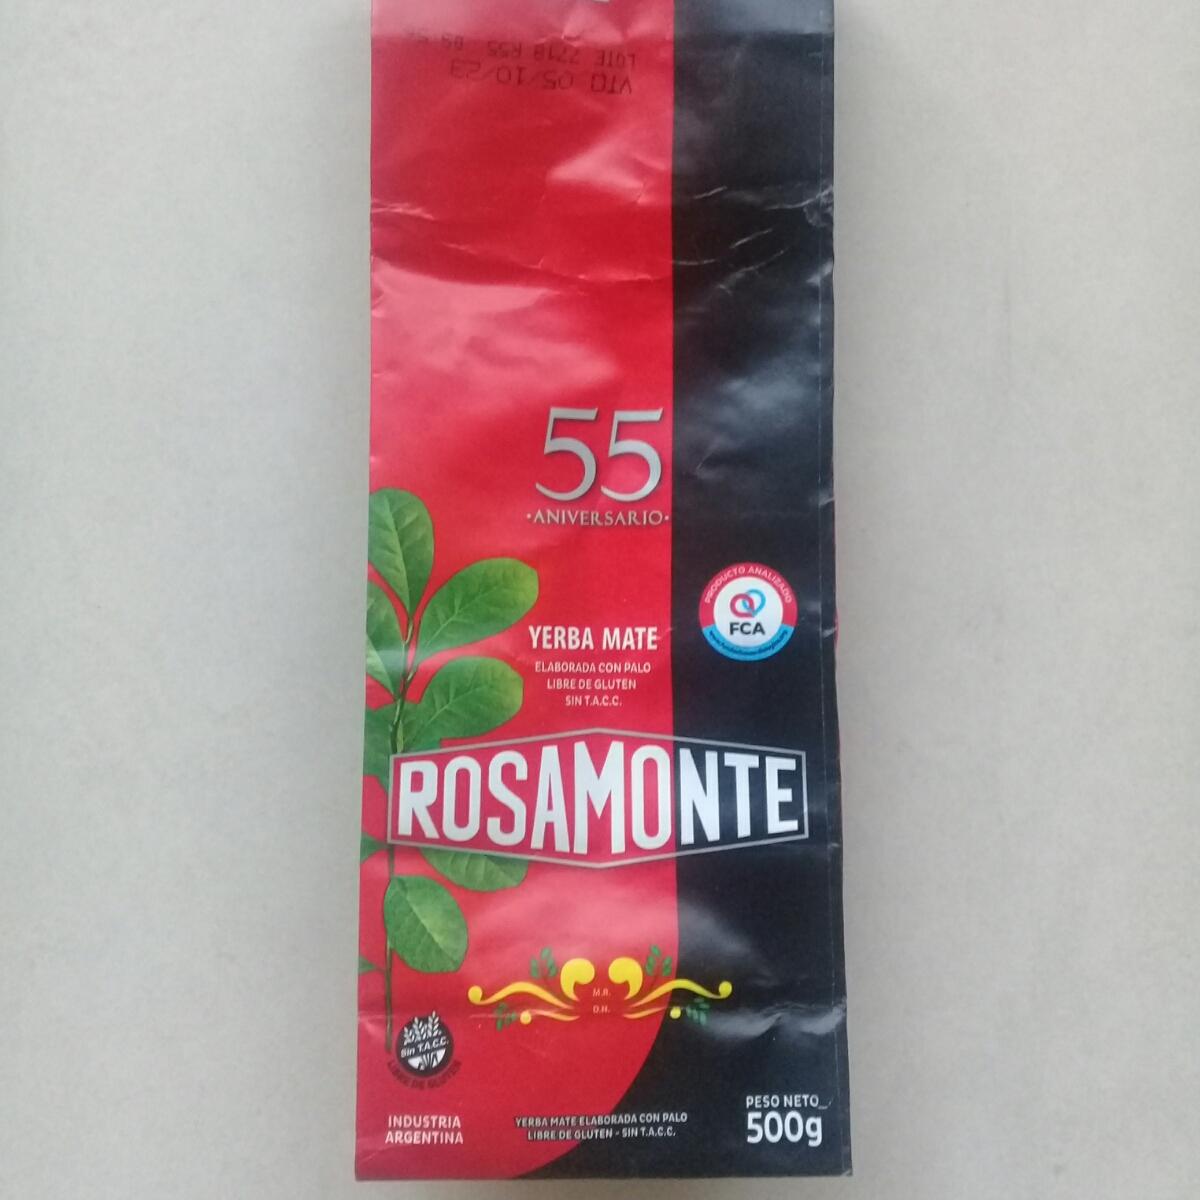 VTO 05/10/23
LOTE 7718 R55
55
·ANIVERSARIO·
PRODUCTO ANALIZADO
FCA
YERBA MATE
ELABORADA CON PALO
LIBRE DE GLUTEN
SIN T.A.C.C.
ROSAMONTE
M.R.
D.H.
Sin T.A.C.C.
LIBRE DE GLUTEN
INDUSTRIA
ARGENTINA
YERBA MATE ELABORADA CON PALO
LIBRE DE GLUTEN - SIN T.A.C.C.
PESO NETO
500g